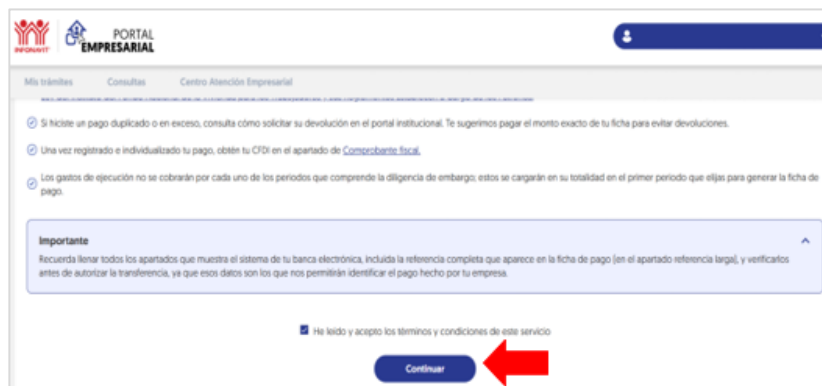 INFONAVIT
PORTAL
EMPRESARIAL
Mis trámites Consultas Centro Atención Empresarial
Si hiciste un pago duplicado o en exceso, consulta cómo solicitar su devolución en el portal institucional. Te sugerimos pagar el monto exacto de tu ficha para evitar devoluciones.
Una vez registrado e individualizado tu pago, obtén tu CFDI en el apartado de Comprobante fiscal.
Los gastos de ejecución no se cobrarán por cada uno de los periodos que comprende la diligencia de embargo; estos se cargarán en su totalidad en el primer periodo que elijas para generar la ficha de
pago.
Importante
Recuerda llenar todos los apartados que muestra el sistema de tu banca electrónica, incluida la referencia completa que aparece en la ficha de pago (en el apartado referencia larga), y verificarlos
antes de autorizar la transferencia, ya que esos datos son los que nos permitirán identificar el pago hecho por tu empresa.
He leído y acepto los términos y condiciones de este servicio
Continuar